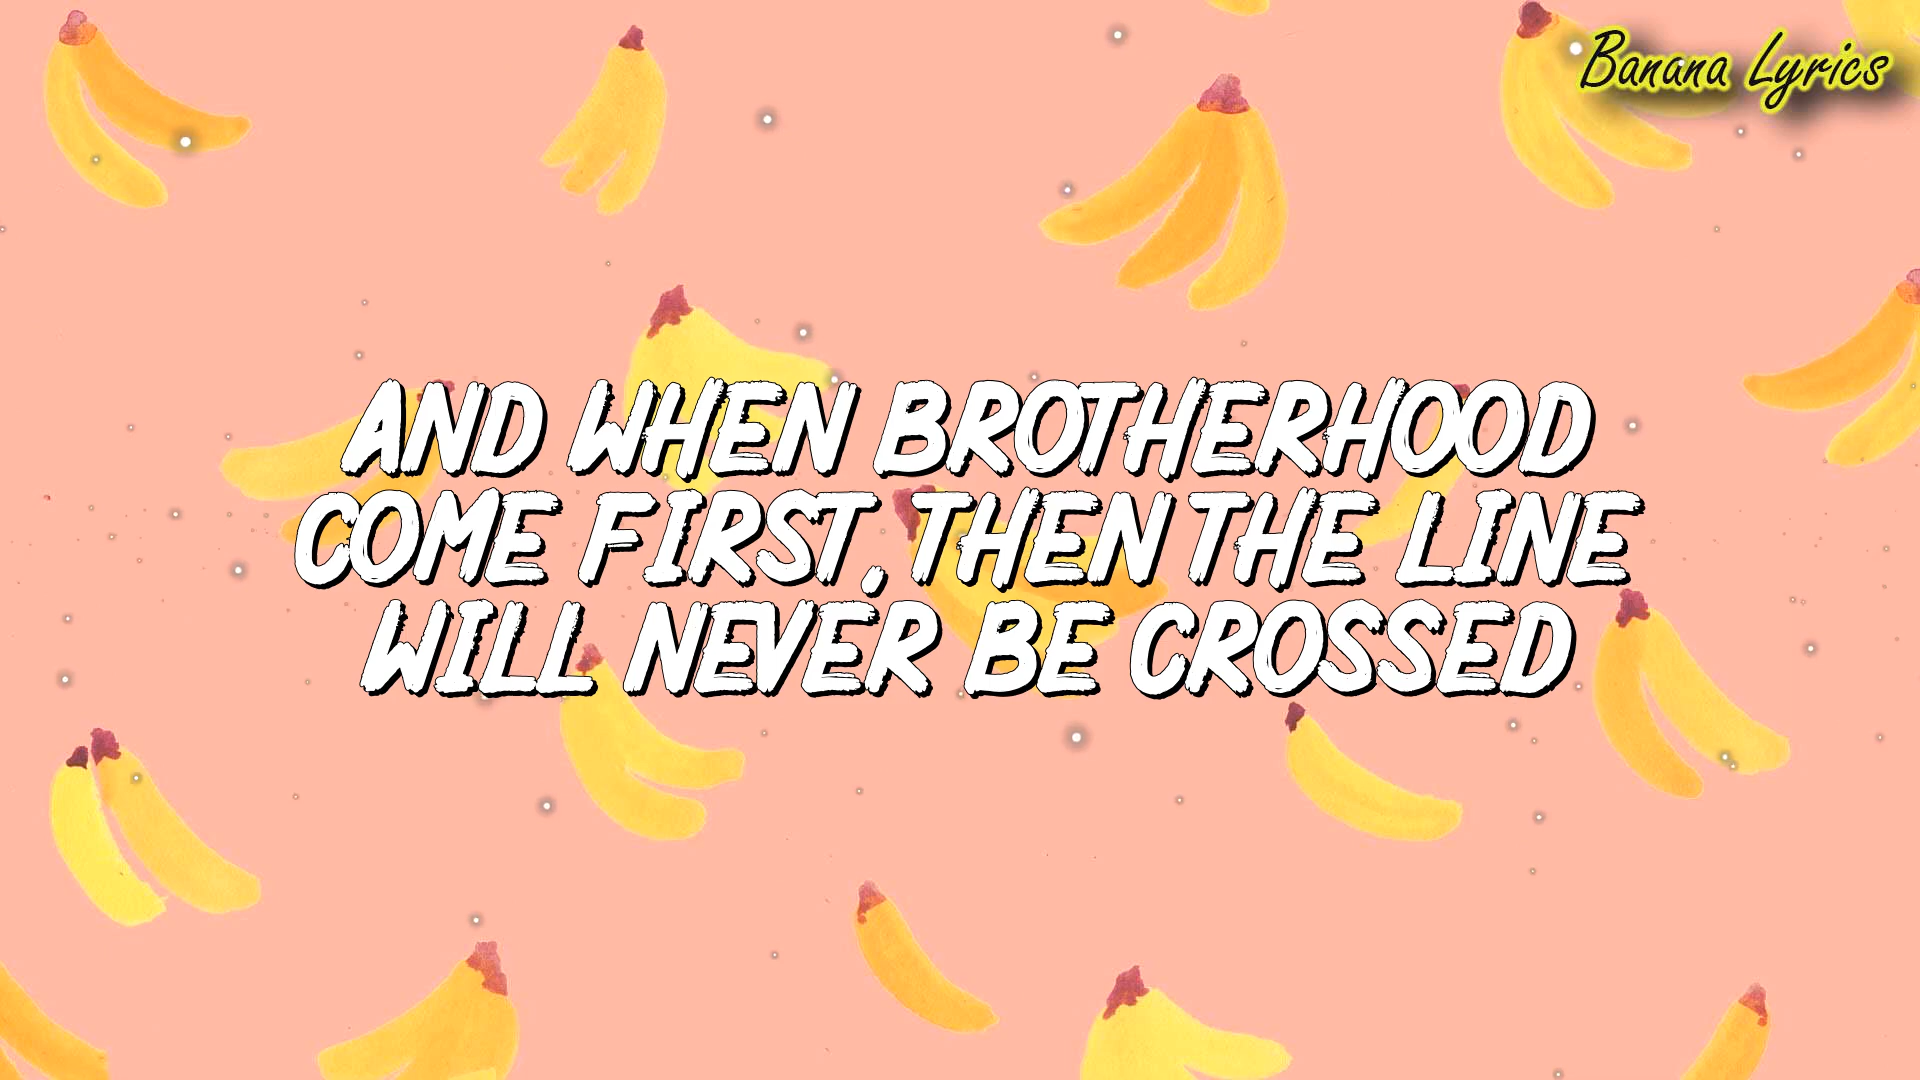 Banana Lyrics
AND WHEN BROTHERHOOD
COME FIRST, THEN THE LINE
WILL NEVER BE CROSSED